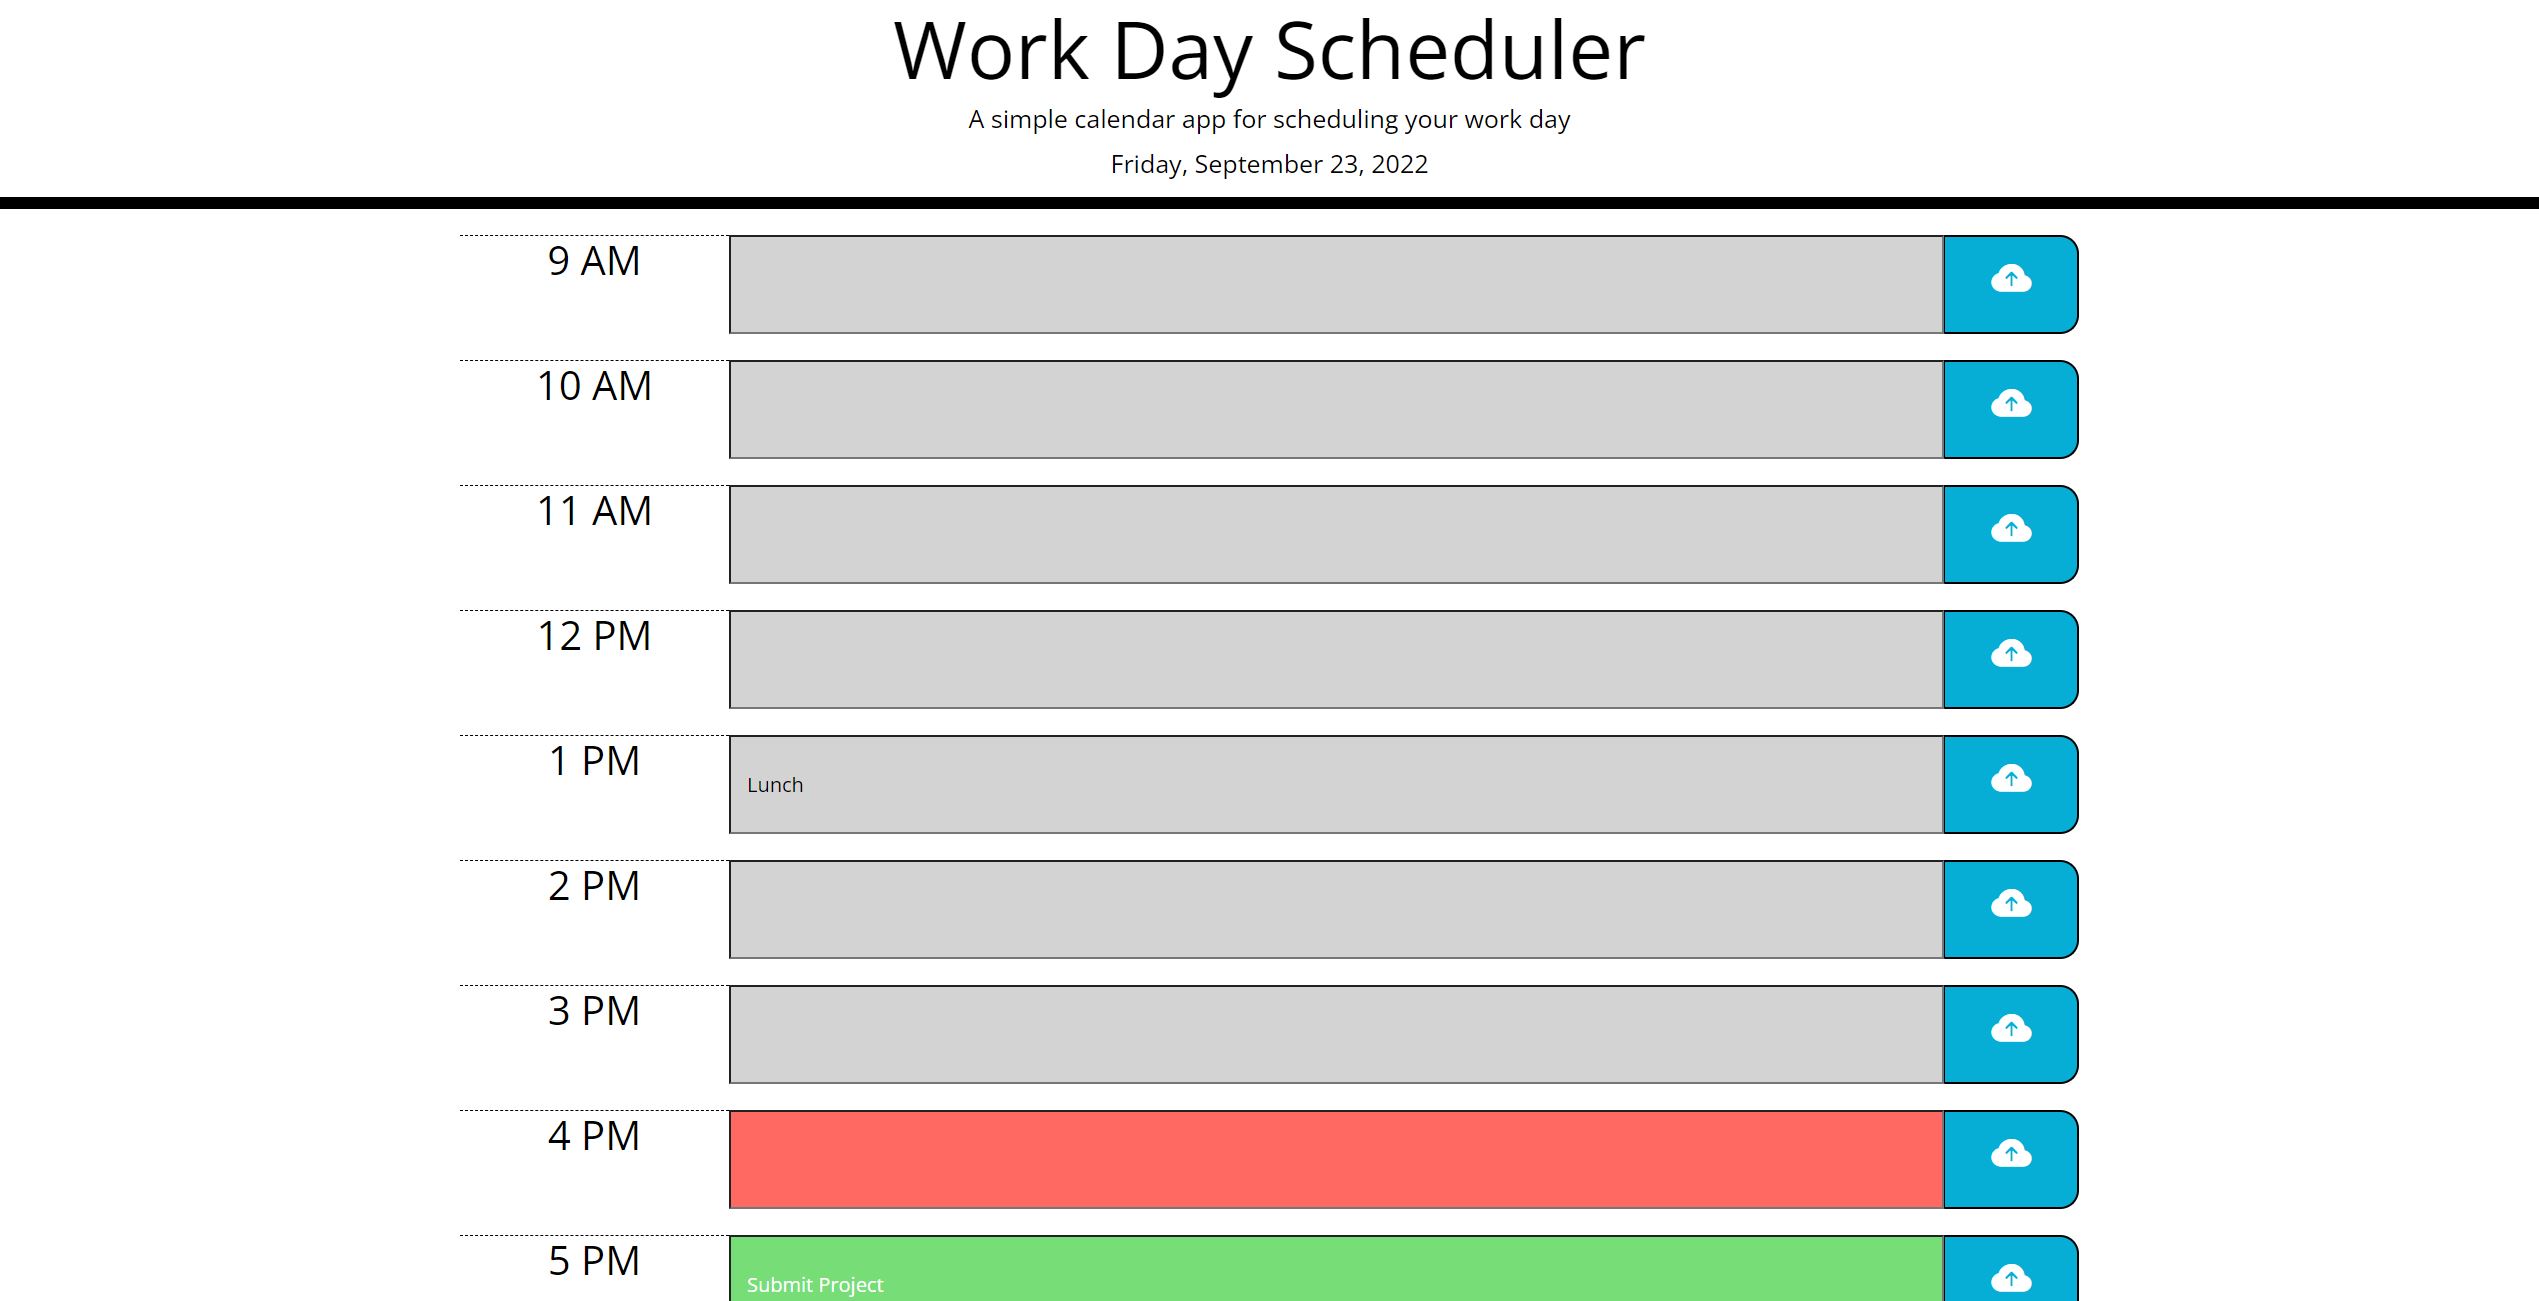 Work Day Scheduler
A simple calendar app for scheduling your work day
Friday, September 23, 2022
9 AM
10 AM
11 AM
12 PM
1 PM
Lunch
2 PM
3 PM
4 PM
5 PM
Submit Project